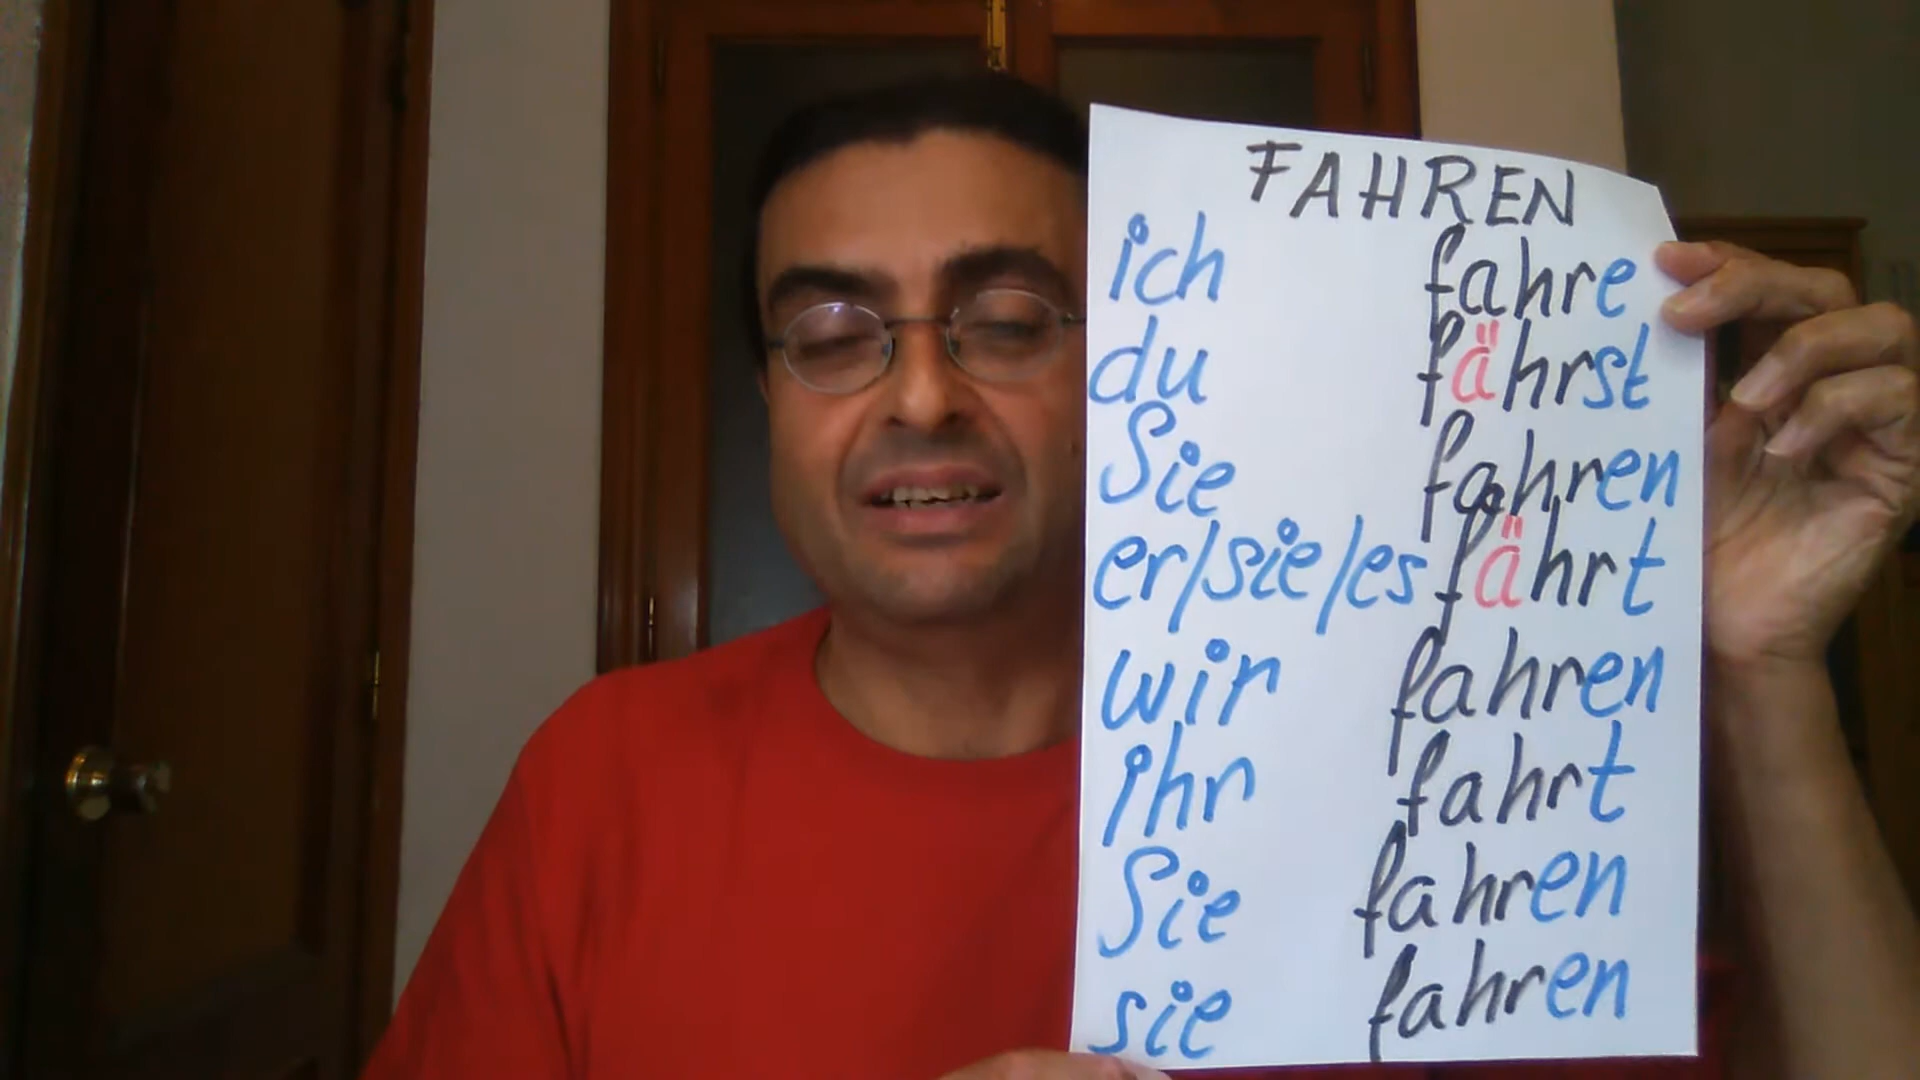 FAHREN
ich fahre
du fährst
Sie fahren
er/sie/es fährt
wir fahren
ihr fahrt
Sie fahren
sie fahren